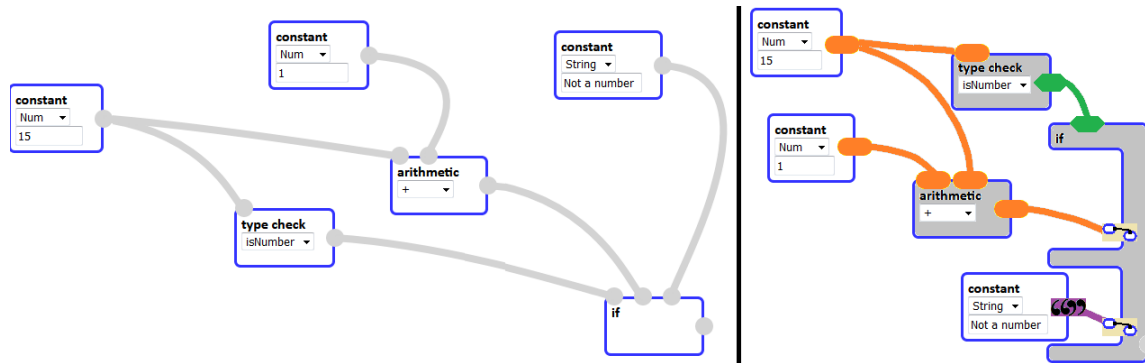 constant
Num
1
constant
String
Not a number
constant
Num
15
arithmetic
+
type check
isNumber
if
constant
Num
15
type check
isNumber
if
constant
Num
1
arithmetic
+
constant
String
Not a number